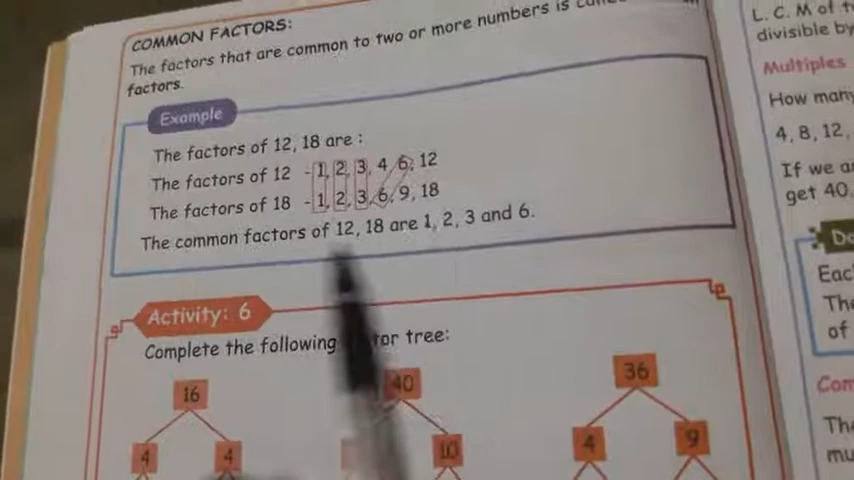 COMMON FACTORS:
The factors that are common to two or more numbers is
factors.
Example
The factors of 12, 18 are :
The factors of 12 - 1, 2, 3, 4, 6, 12
The factors of 18 - 1, 2, 3, 6, 9, 18
The common factors of 12, 18 are 1, 2, 3 and 6.
Activity: 6
Complete the following tree:
16
40
36
4
4
10
4
9
L. C. M of
divisible by
Multiples
How many
4, 8, 12,
If we
get 40,
Eac
The
of
Com
The
mu